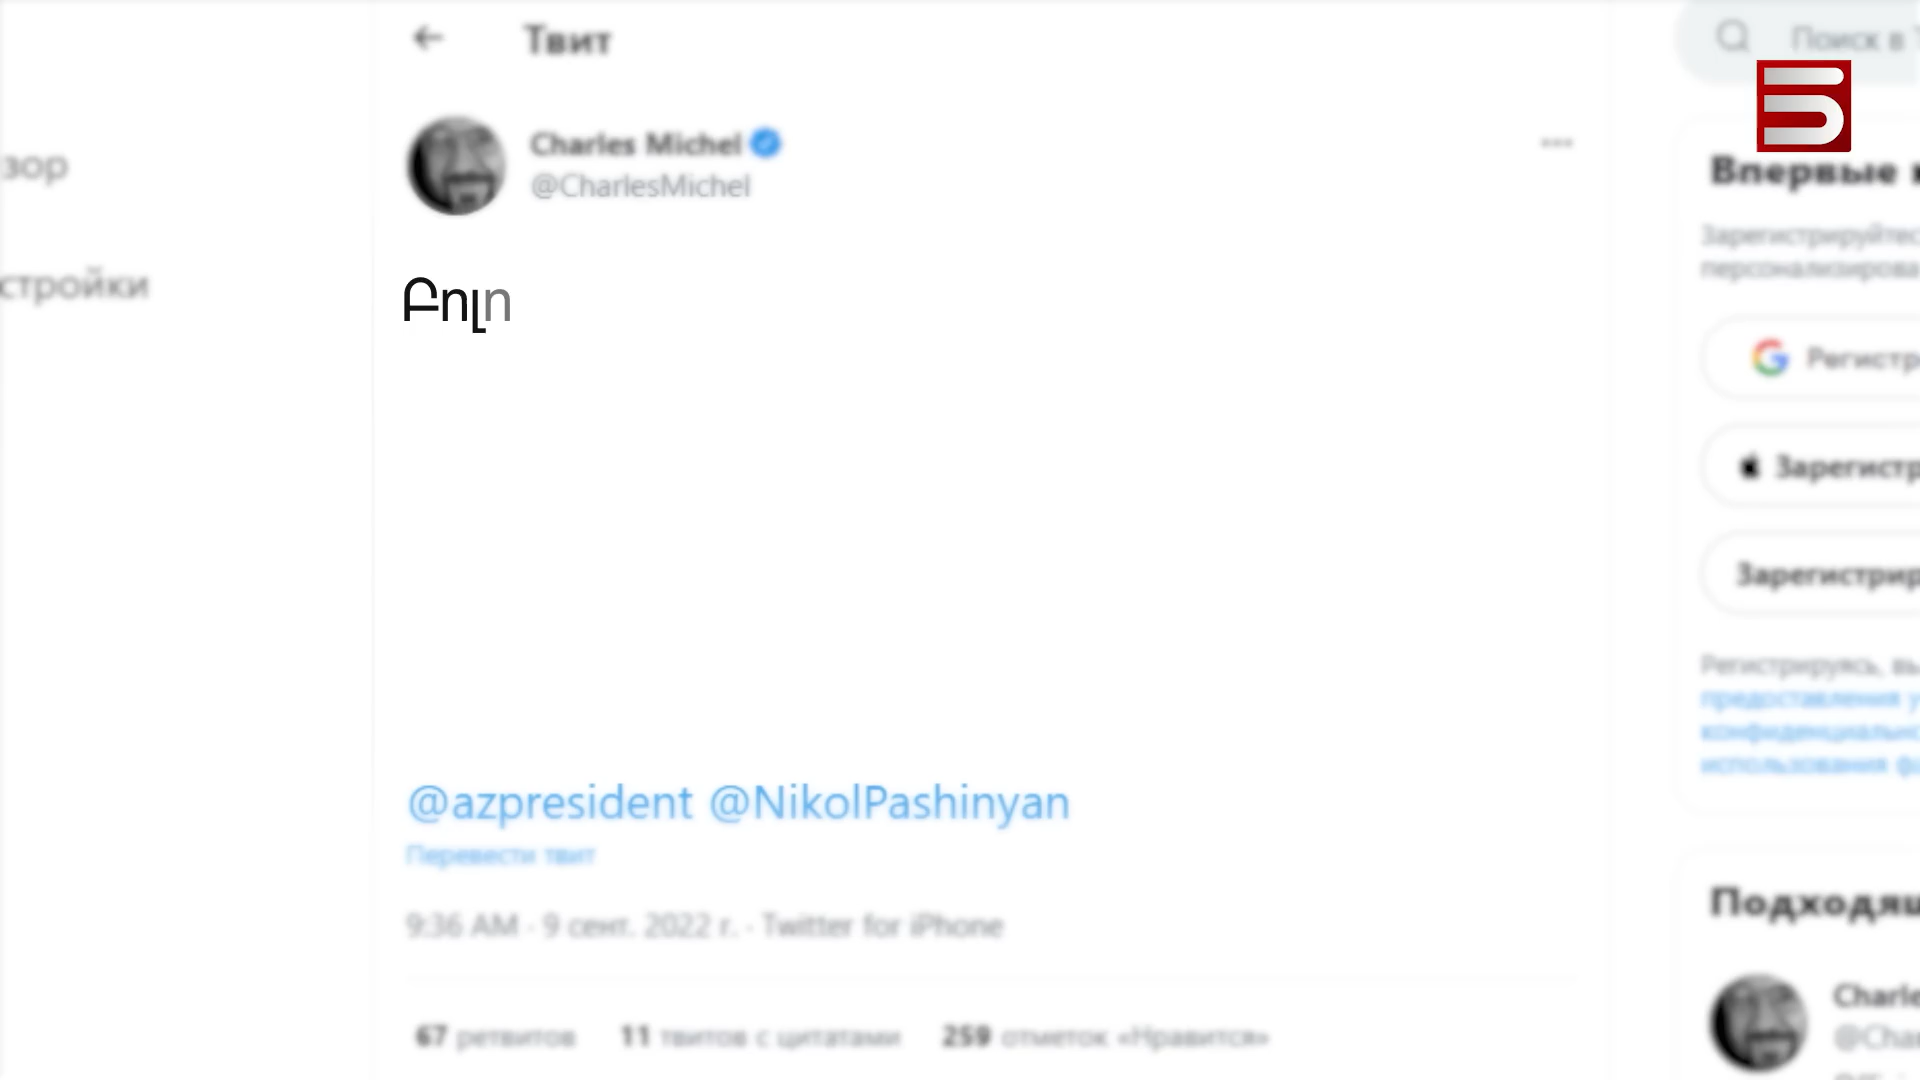 Твит
Charles Michel
@CharlesMichel
Բոլո
@azpresident @NikolPashinyan
Перевести твит
9:36 AM · 9 сент. 2022 г. · Twitter for iPhone
67 ретвитов 11 твитов с цитатами 259 отметок «Нравится»
зор
стройки
Поиск в
Впервые
Зарегистрируйтес
персонализирова
Регистр
Зарегистр
Зарегистрир
Регистрируясь, вы
предоставления у
конфиденциально
использования фа
Подходящ
Charle
@Char